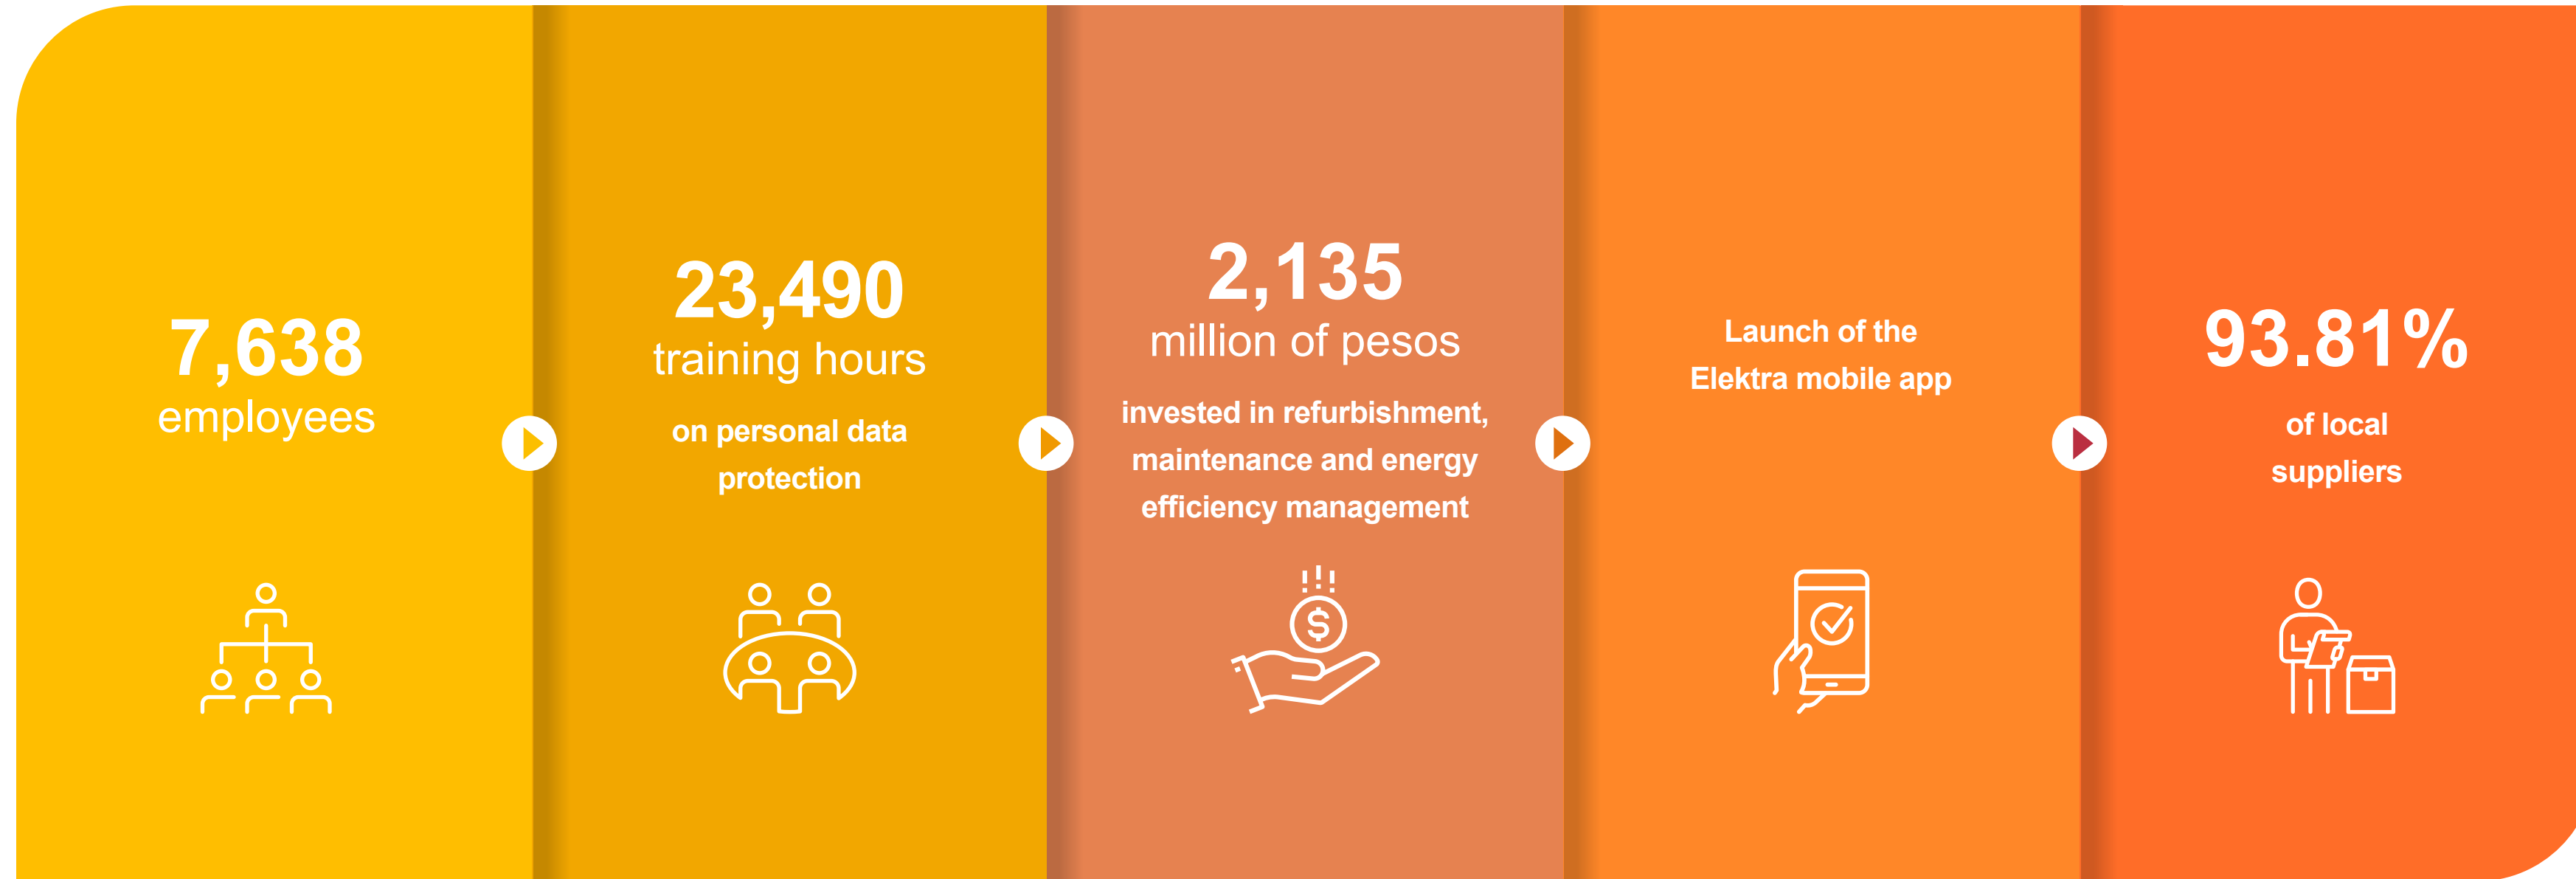 7,638
employees
23,490
training hours
on personal data
protection
2,135
million of pesos
invested in refurbishment,
maintenance and energy
efficiency management
Launch of the
Elektra mobile app
93.81%
of local
suppliers